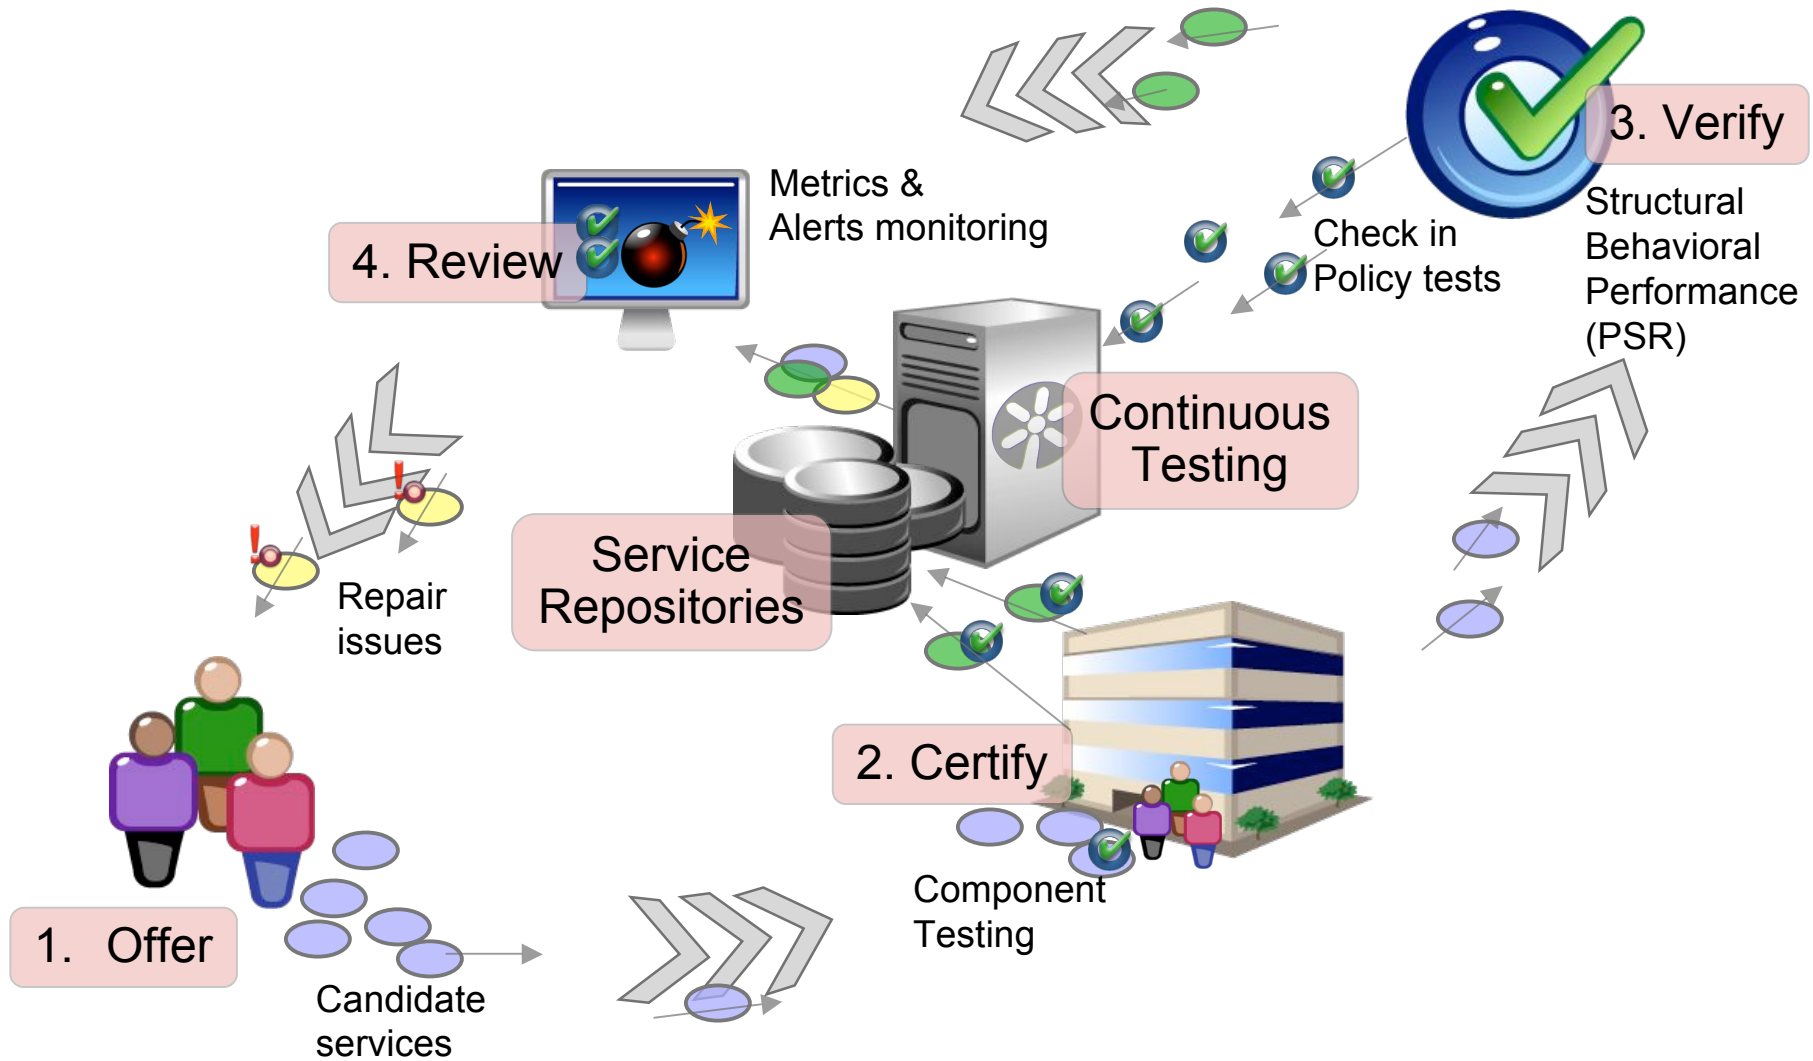 3. Verify
Metrics &
Alerts monitoring
Structural
Behavioral
Performance
(PSR)
Check in
Policy tests
4. Review
Continuous
Testing
Service
Repositories
Repair
issues
2. Certify
Component
Testing
1. Offer
Candidate
services